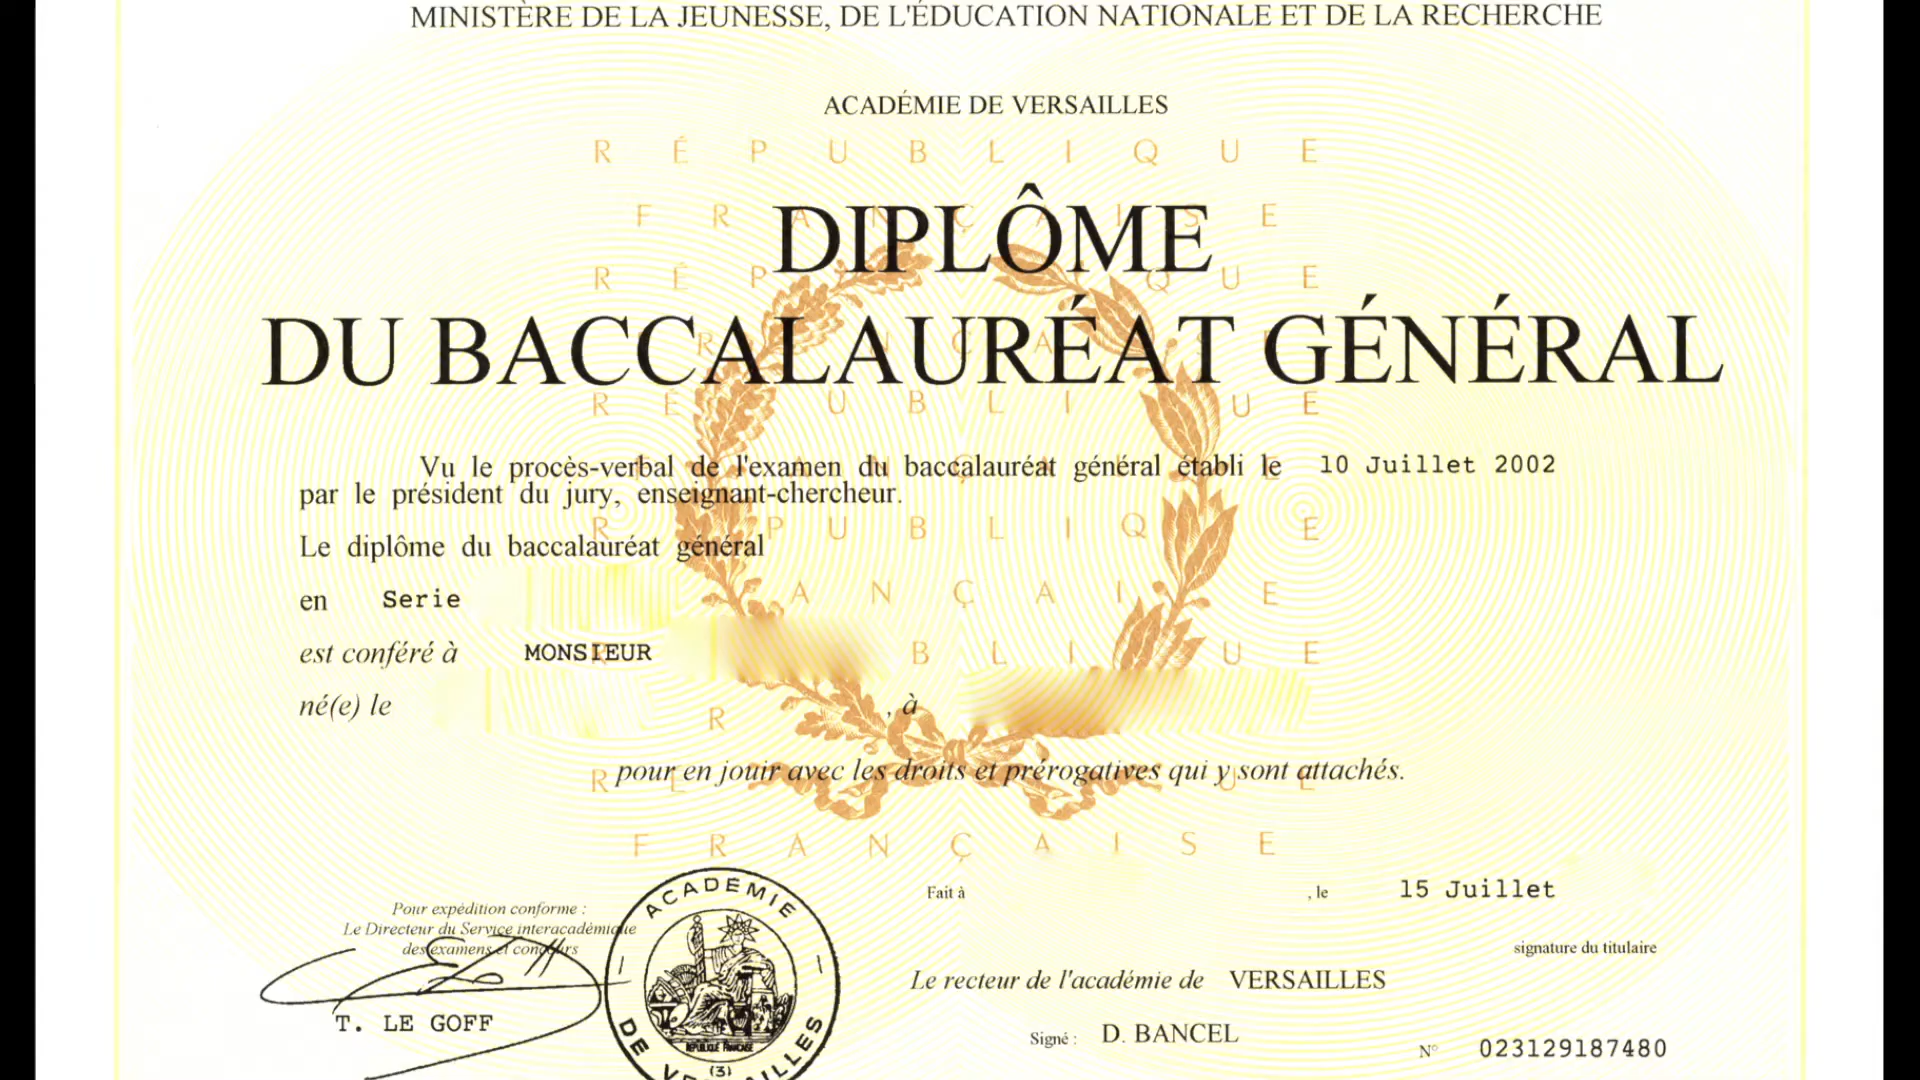 MINISTÈRE DE LA JEUNESSE, DE L'ÉDUCATION NATIONALE ET DE LA RECHERCHE
ACADÉMIE DE VERSAILLES
RÉPUBLIQUE
FRANÇAISE
DIPLÔME
DU BACCALAURÉAT GÉNÉRAL
Vu le procès-verbal de l'examen du baccalauréat général établi le 10 Juillet 2002
par le président du jury, enseignant-chercheur.
Le diplôme du baccalauréat général
en Serie
est conféré à MONSIEUR
né(e) le , à
pour en jouir avec les droits et prérogatives qui y sont attachés.
FRANÇAISE
Fait à , le 15 Juillet
Pour expédition conforme :
Le Directeur du Service interacadémique
des examens et concours
T. LE GOFF
ACADÉMIE DE VERSAILLES
RÉPUBLIQUE FRANÇAISE
(3)
signature du titulaire
Le recteur de l'académie de VERSAILLES
Signé : D. BANCEL
N° 023129187480